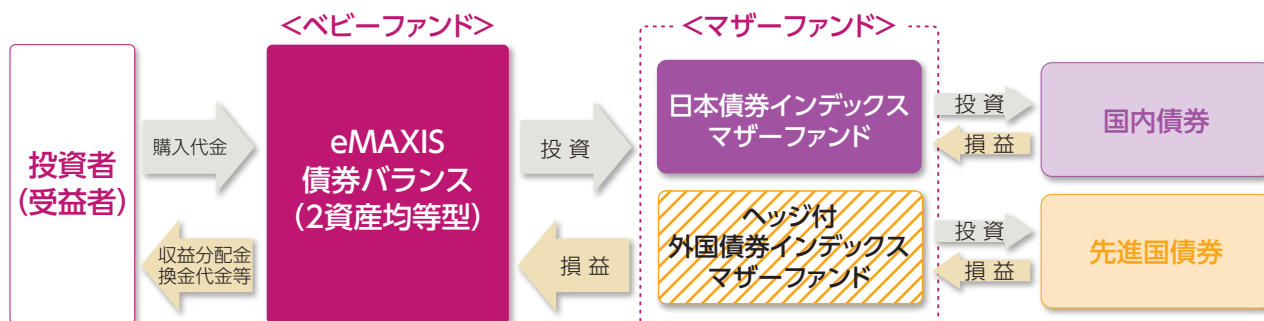 <ベビーファンド>
<マザーファンド>
投資者
(受益者)
購入代金
収益分配金
換金代金等
eMAXIS
債券バランス
(2資産均等型)
投 資
損 益
日本債券インデックス
マザーファンド
ヘッジ付
外国債券インデックス
マザーファンド
投 資
損 益
投 資
損 益
国内債券
先進国債券